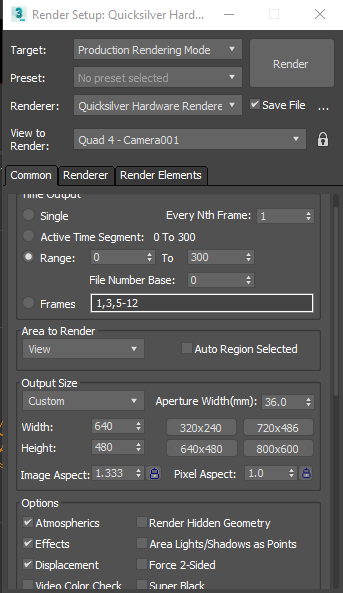 3 Render Setup: Quicksilver Hard...
Target: Production Rendering Mode
Render
Preset: No preset selected
Renderer: Quicksilver Hardware Rendere
Save File ...
View to
Render: Quad 4 - Camera001
Common Renderer Render Elements
Time Output
Single Every Nth Frame: 1
Active Time Segment: 0 To 300
Range: 0 To 300
File Number Base: 0
Frames 1,3,5-12
Area to Render
View Auto Region Selected
Output Size
Custom Aperture Width(mm): 36.0
Width: 640 320x240 720x486
Height: 480 640x480 800x600
Image Aspect: 1.333 Pixel Aspect: 1.0
Options
Atmospherics Render Hidden Geometry
Effects Area Lights/Shadows as Points
Displacement Force 2-Sided
Video Color Check Super Black